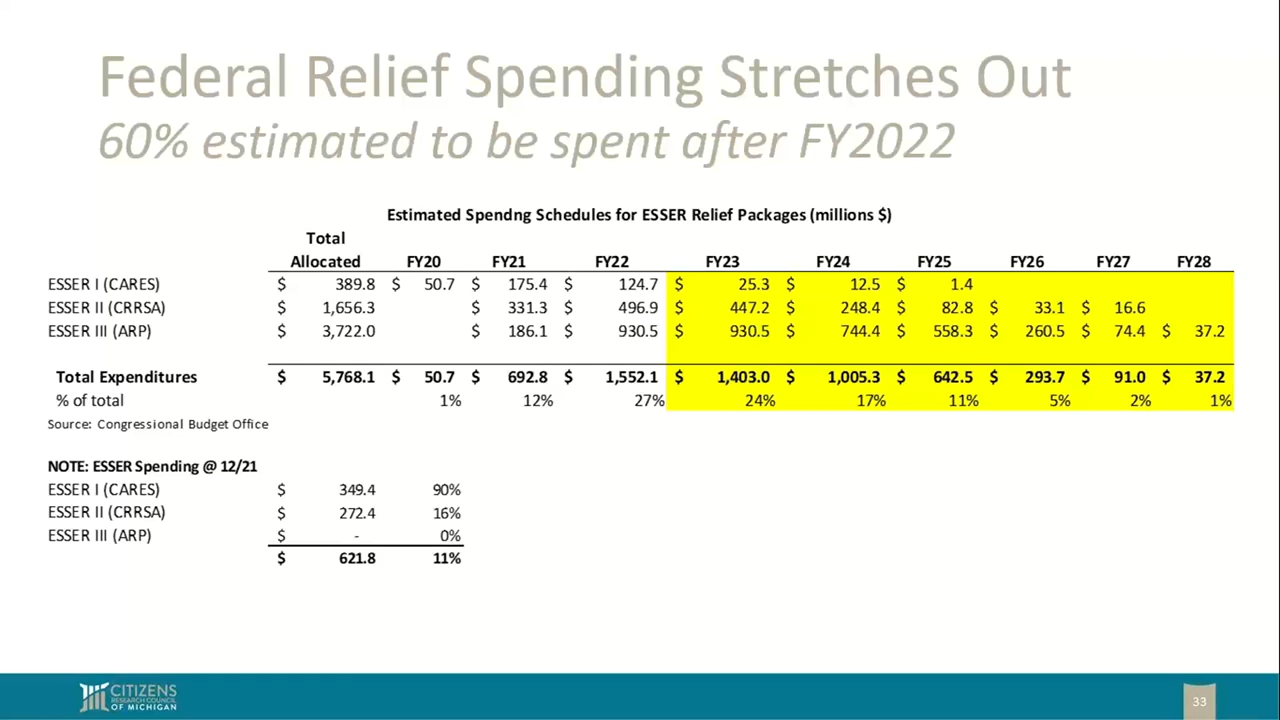 Federal Relief Spending Stretches Out
60% estimated to be spent after FY2022
Estimated Spendng Schedules for ESSER Relief Packages (millions $)
Total
Allocated FY20 FY21 FY22 FY23 FY24 FY25 FY26 FY27 FY28
ESSER I (CARES) $ 389.8 $ 50.7 $ 175.4 $ 124.7 $ 25.3 $ 12.5 $ 1.4
ESSER II (CRRSA) $ 1,656.3 $ 331.3 $ 496.9 $ 447.2 $ 248.4 $ 82.8 $ 33.1 $ 16.6
ESSER III (ARP) $ 3,722.0 $ 186.1 $ 930.5 $ 930.5 $ 744.4 $ 558.3 $ 260.5 $ 74.4 $ 37.2
Total Expenditures $ 5,768.1 $ 50.7 $ 692.8 $ 1,552.1 $ 1,403.0 $ 1,005.3 $ 642.5 $ 293.7 $ 91.0 $ 37.2
% of total 1% 12% 27% 24% 17% 11% 5% 2% 1%
Source: Congressional Budget Office
NOTE: ESSER Spending @ 12/21
ESSER I (CARES) $ 349.4 90%
ESSER II (CRRSA) $ 272.4 16%
ESSER III (ARP) $ - 0%
$ 621.8 11%
CITIZENS
RESEARCH COUNCIL
OF MICHIGAN
33